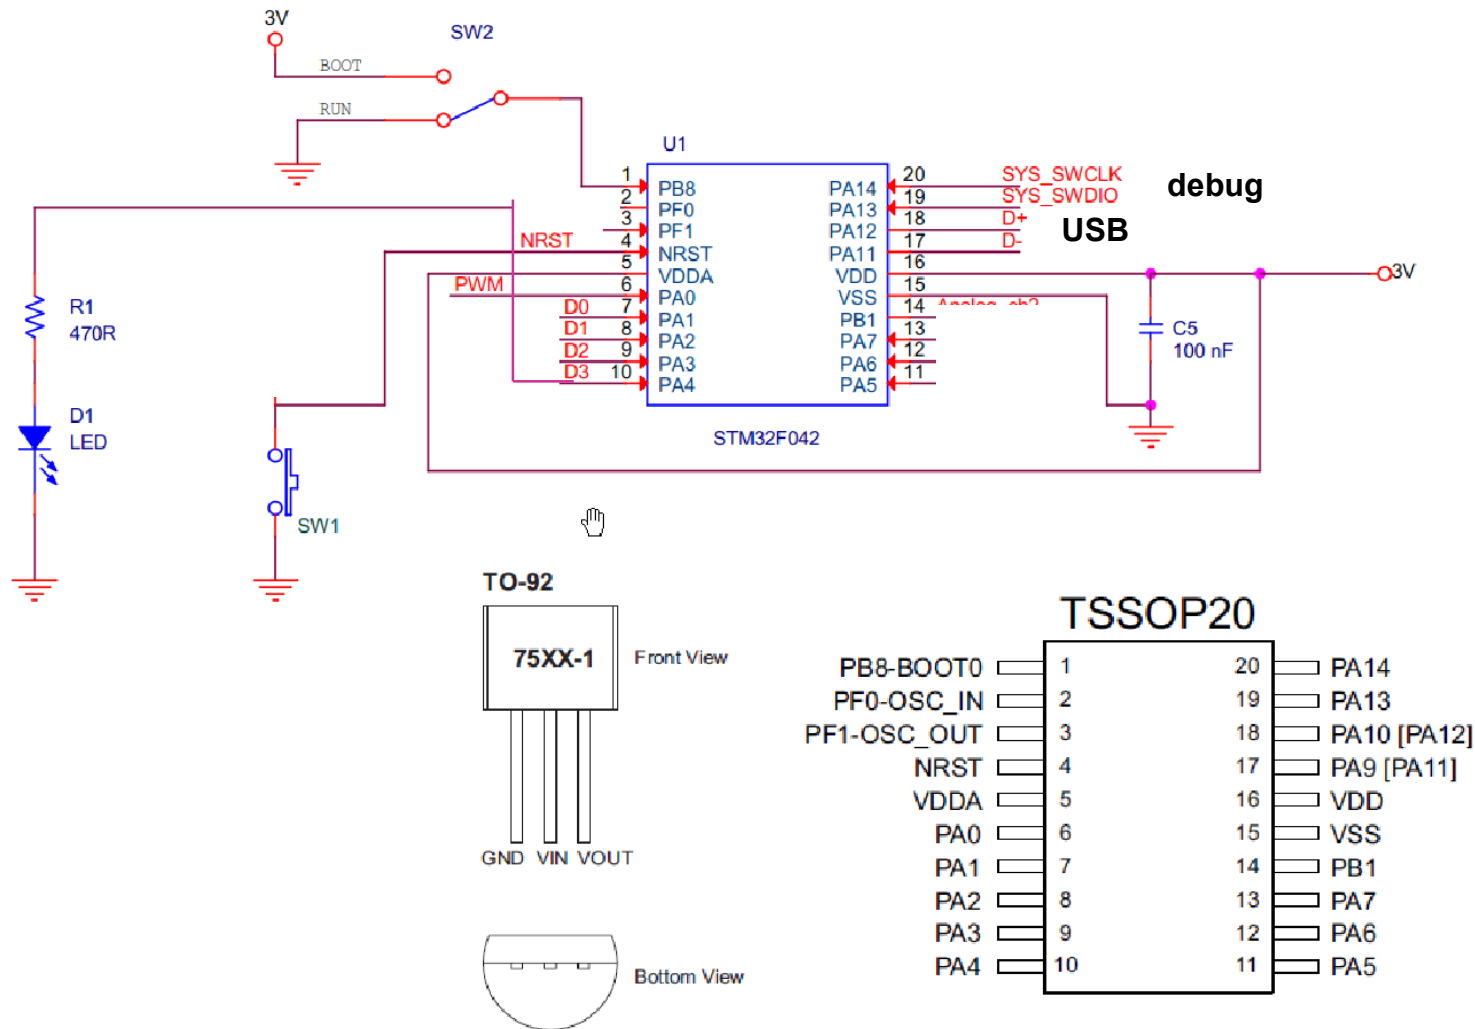 3V
SW2
BOOT
RUN
U1
1 PB8
2 PF0
3 PF1
NRST 4 NRST
5 VDDA
PWM 6 PA0
D0 7 PA1
D1 8 PA2
D2 9 PA3
D3 10 PA4
PA14 20 SYS_SWCLK
PA13 19 SYS_SWDIO
PA12 18 D+
PA11 17 D-
VDD 16
VSS 15
PB1 14
PA7 13
PA6 12
PA5 11
debug
USB
3V
STM32F042
R1
470R
D1
LED
SW1
C5
100 nF
TO-92
75XX-1
Front View
GND VIN VOUT
Bottom View
TSSOP20
PB8-BOOT0 1 20 PA14
PF0-OSC_IN 2 19 PA13
PF1-OSC_OUT 3 18 PA10 [PA12]
NRST 4 17 PA9 [PA11]
VDDA 5 16 VDD
PA0 6 15 VSS
PA1 7 14 PB1
PA2 8 13 PA7
PA3 9 12 PA6
PA4 10 11 PA5